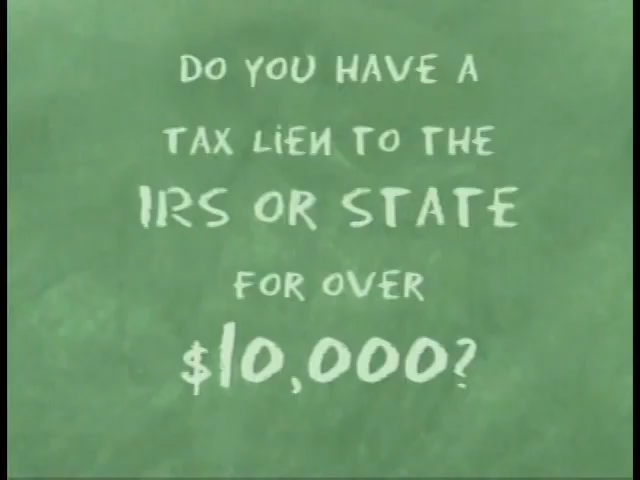 DO YOU HAVE A
TAX LIEN TO THE
IRS OR STATE
FOR OVER
$10,000?